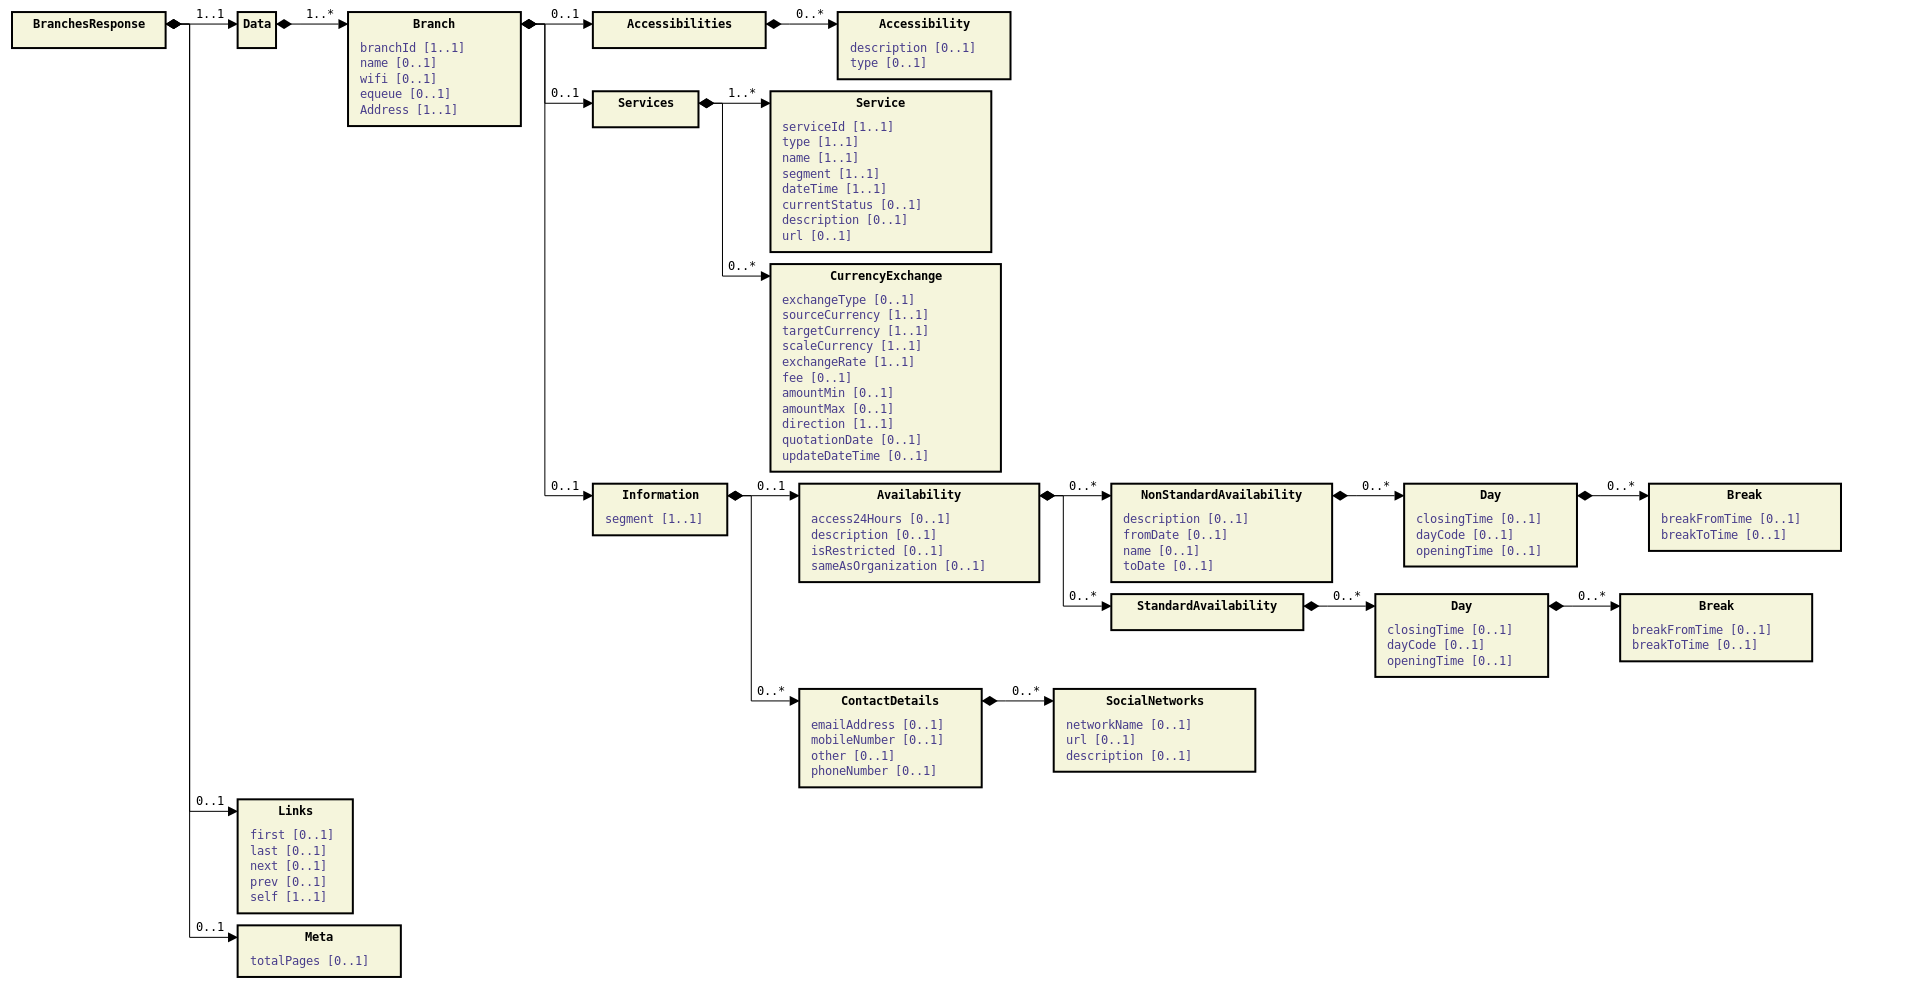 BranchesResponse
1..1
Data
1..*
Branch
branchId [1..1]
name [0..1]
wifi [0..1]
equeue [0..1]
Address [1..1]
0..1
Accessibilities
0..*
Accessibility
description [0..1]
type [0..1]
0..1
Services
1..*
Service
serviceId [1..1]
type [1..1]
name [1..1]
segment [1..1]
dateTime [1..1]
currentStatus [0..1]
description [0..1]
url [0..1]
0..*
CurrencyExchange
exchangeType [0..1]
sourceCurrency [1..1]
targetCurrency [1..1]
scaleCurrency [1..1]
exchangeRate [1..1]
fee [0..1]
amountMin [0..1]
amountMax [0..1]
direction [1..1]
quotationDate [0..1]
updateDateTime [0..1]
0..1
Information
segment [1..1]
0..1
Availability
access24Hours [0..1]
description [0..1]
isRestricted [0..1]
sameAsOrganization [0..1]
0..*
NonStandardAvailability
description [0..1]
fromDate [0..1]
name [0..1]
toDate [0..1]
0..*
Day
closingTime [0..1]
dayCode [0..1]
openingTime [0..1]
0..*
Break
breakFromTime [0..1]
breakToTime [0..1]
0..*
StandardAvailability
0..*
Day
closingTime [0..1]
dayCode [0..1]
openingTime [0..1]
0..*
Break
breakFromTime [0..1]
breakToTime [0..1]
0..*
ContactDetails
emailAddress [0..1]
mobileNumber [0..1]
other [0..1]
phoneNumber [0..1]
0..*
SocialNetworks
networkName [0..1]
url [0..1]
description [0..1]
0..1
Links
first [0..1]
last [0..1]
next [0..1]
prev [0..1]
self [1..1]
0..1
Meta
totalPages [0..1]